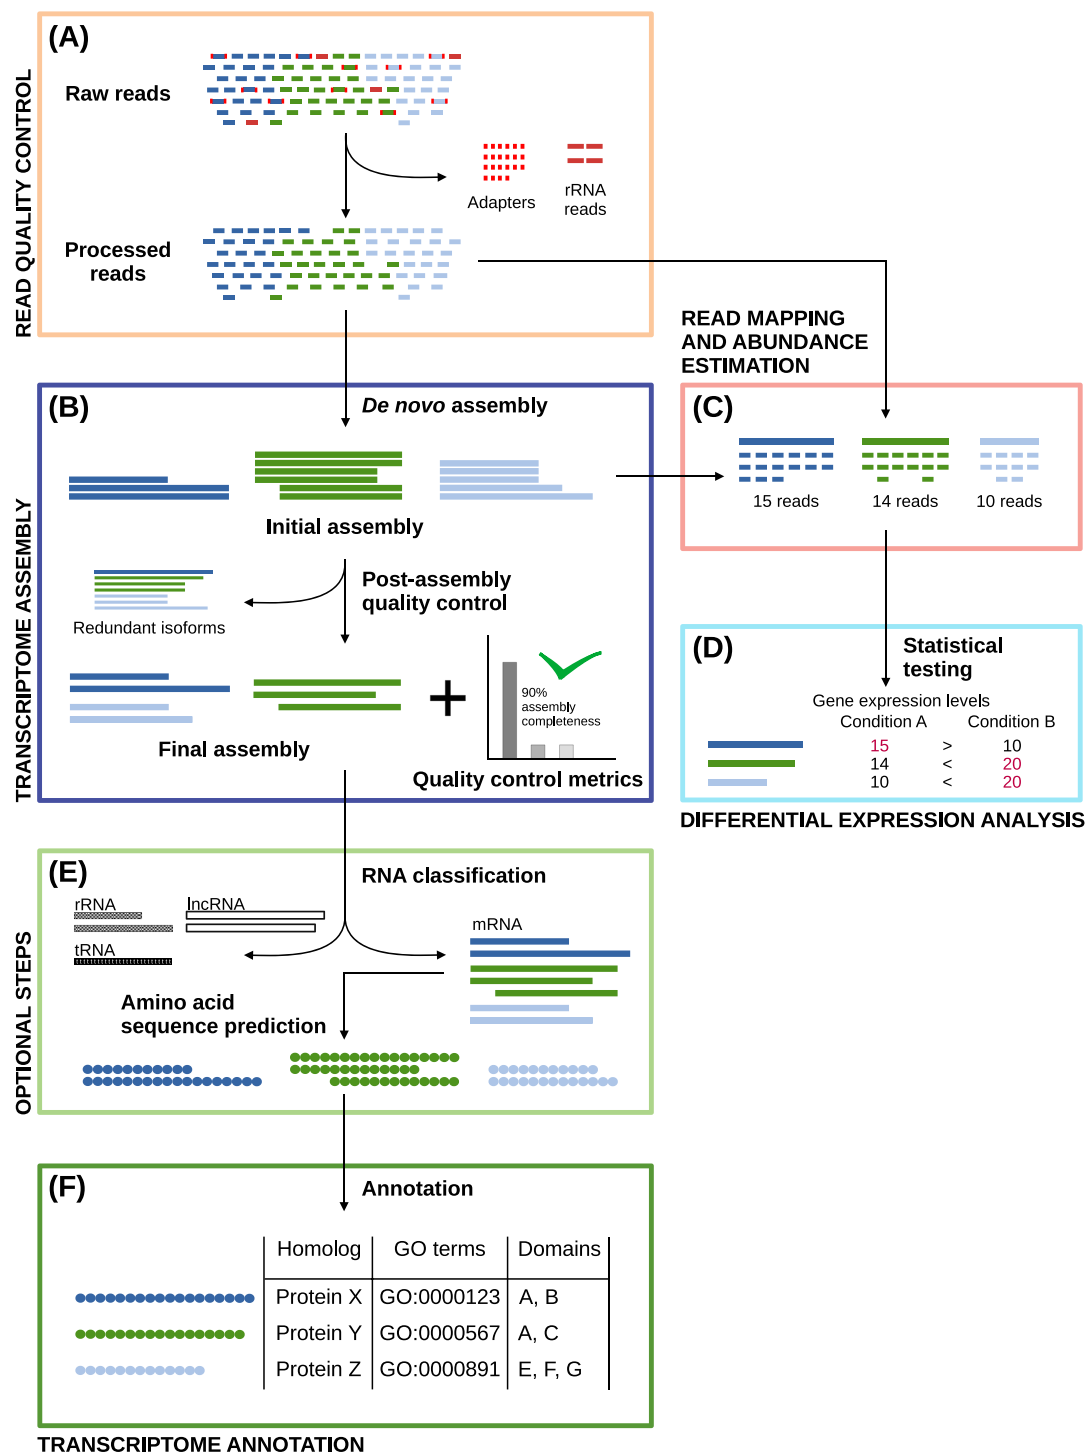 READ QUALITY CONTROL
(A)
Raw reads
Adapters
rRNA
reads
Processed
reads
READ MAPPING
AND ABUNDANCE
ESTIMATION
TRANSCRIPTOME ASSEMBLY
(B)
De novo assembly
Initial assembly
Post-assembly
quality control
Redundant isoforms
90%
assembly
completeness
Final assembly
Quality control metrics
(C)
15 reads
14 reads
10 reads
(D)
Statistical
testing
Gene expression levels
Condition A Condition B
15 > 10
14 < 20
10 < 20
DIFFERENTIAL EXPRESSION ANALYSIS
OPTIONAL STEPS
(E)
RNA classification
rRNA
lncRNA
tRNA
mRNA
Amino acid
sequence prediction
(F)
Annotation
Homolog GO terms Domains
Protein X GO:0000123 A, B
Protein Y GO:0000567 A, C
Protein Z GO:0000891 E, F, G
TRANSCRIPTOME ANNOTATION